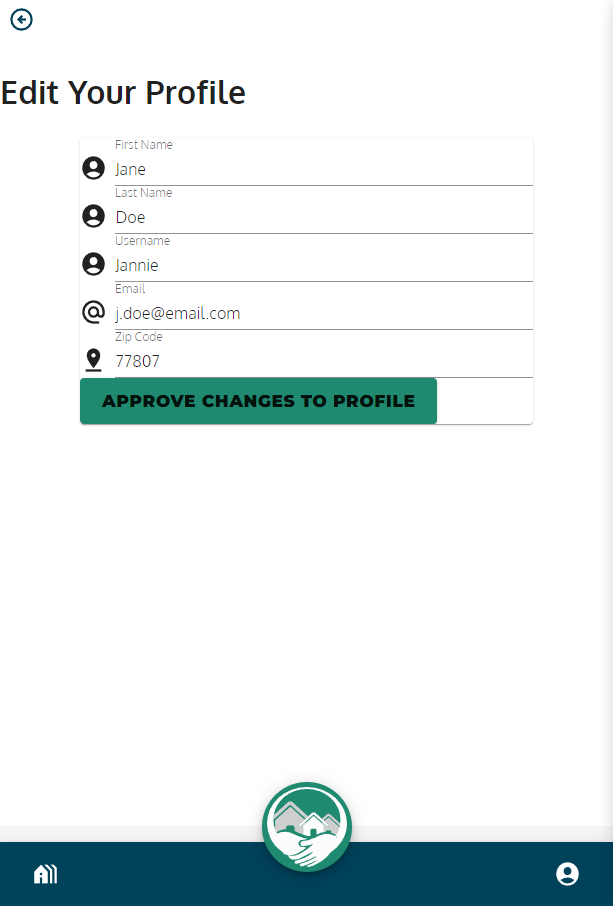 Edit Your Profile
First Name
Jane
Last Name
Doe
Username
Jannie
Email
j.doe@email.com
Zip Code
77807
APPROVE CHANGES TO PROFILE